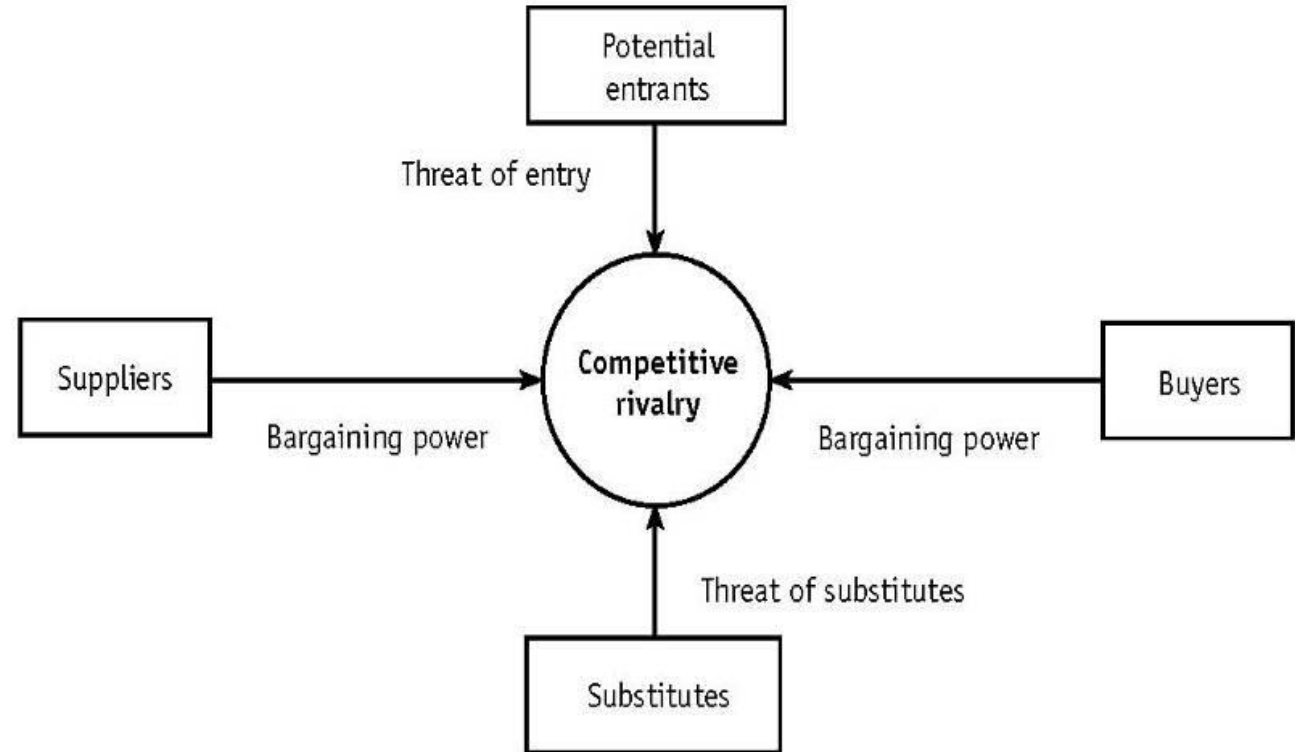 Potential
entrants
Threat of entry
Suppliers
Bargaining power
Competitive
rivalry
Buyers
Bargaining power
Threat of substitutes
Substitutes